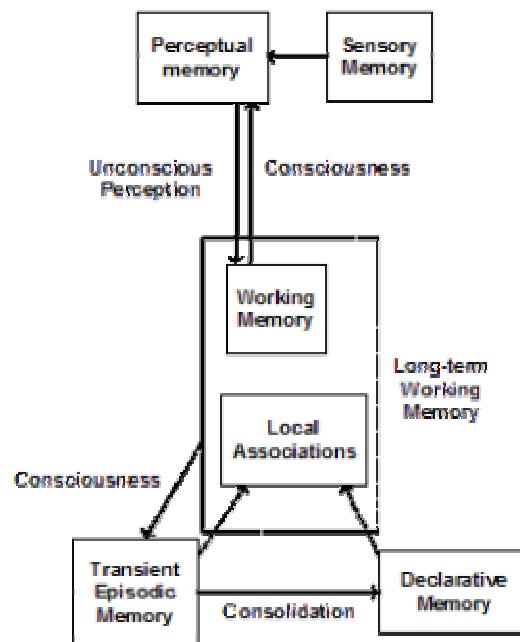 Perceptual
memory
Sensory
Memory
Unconscious
Perception
Consciousness
Working
Memory
Long-term
Working
Memory
Local
Associations
Consciousness
Transient
Episodic
Memory
Consolidation
Declarative
Memory